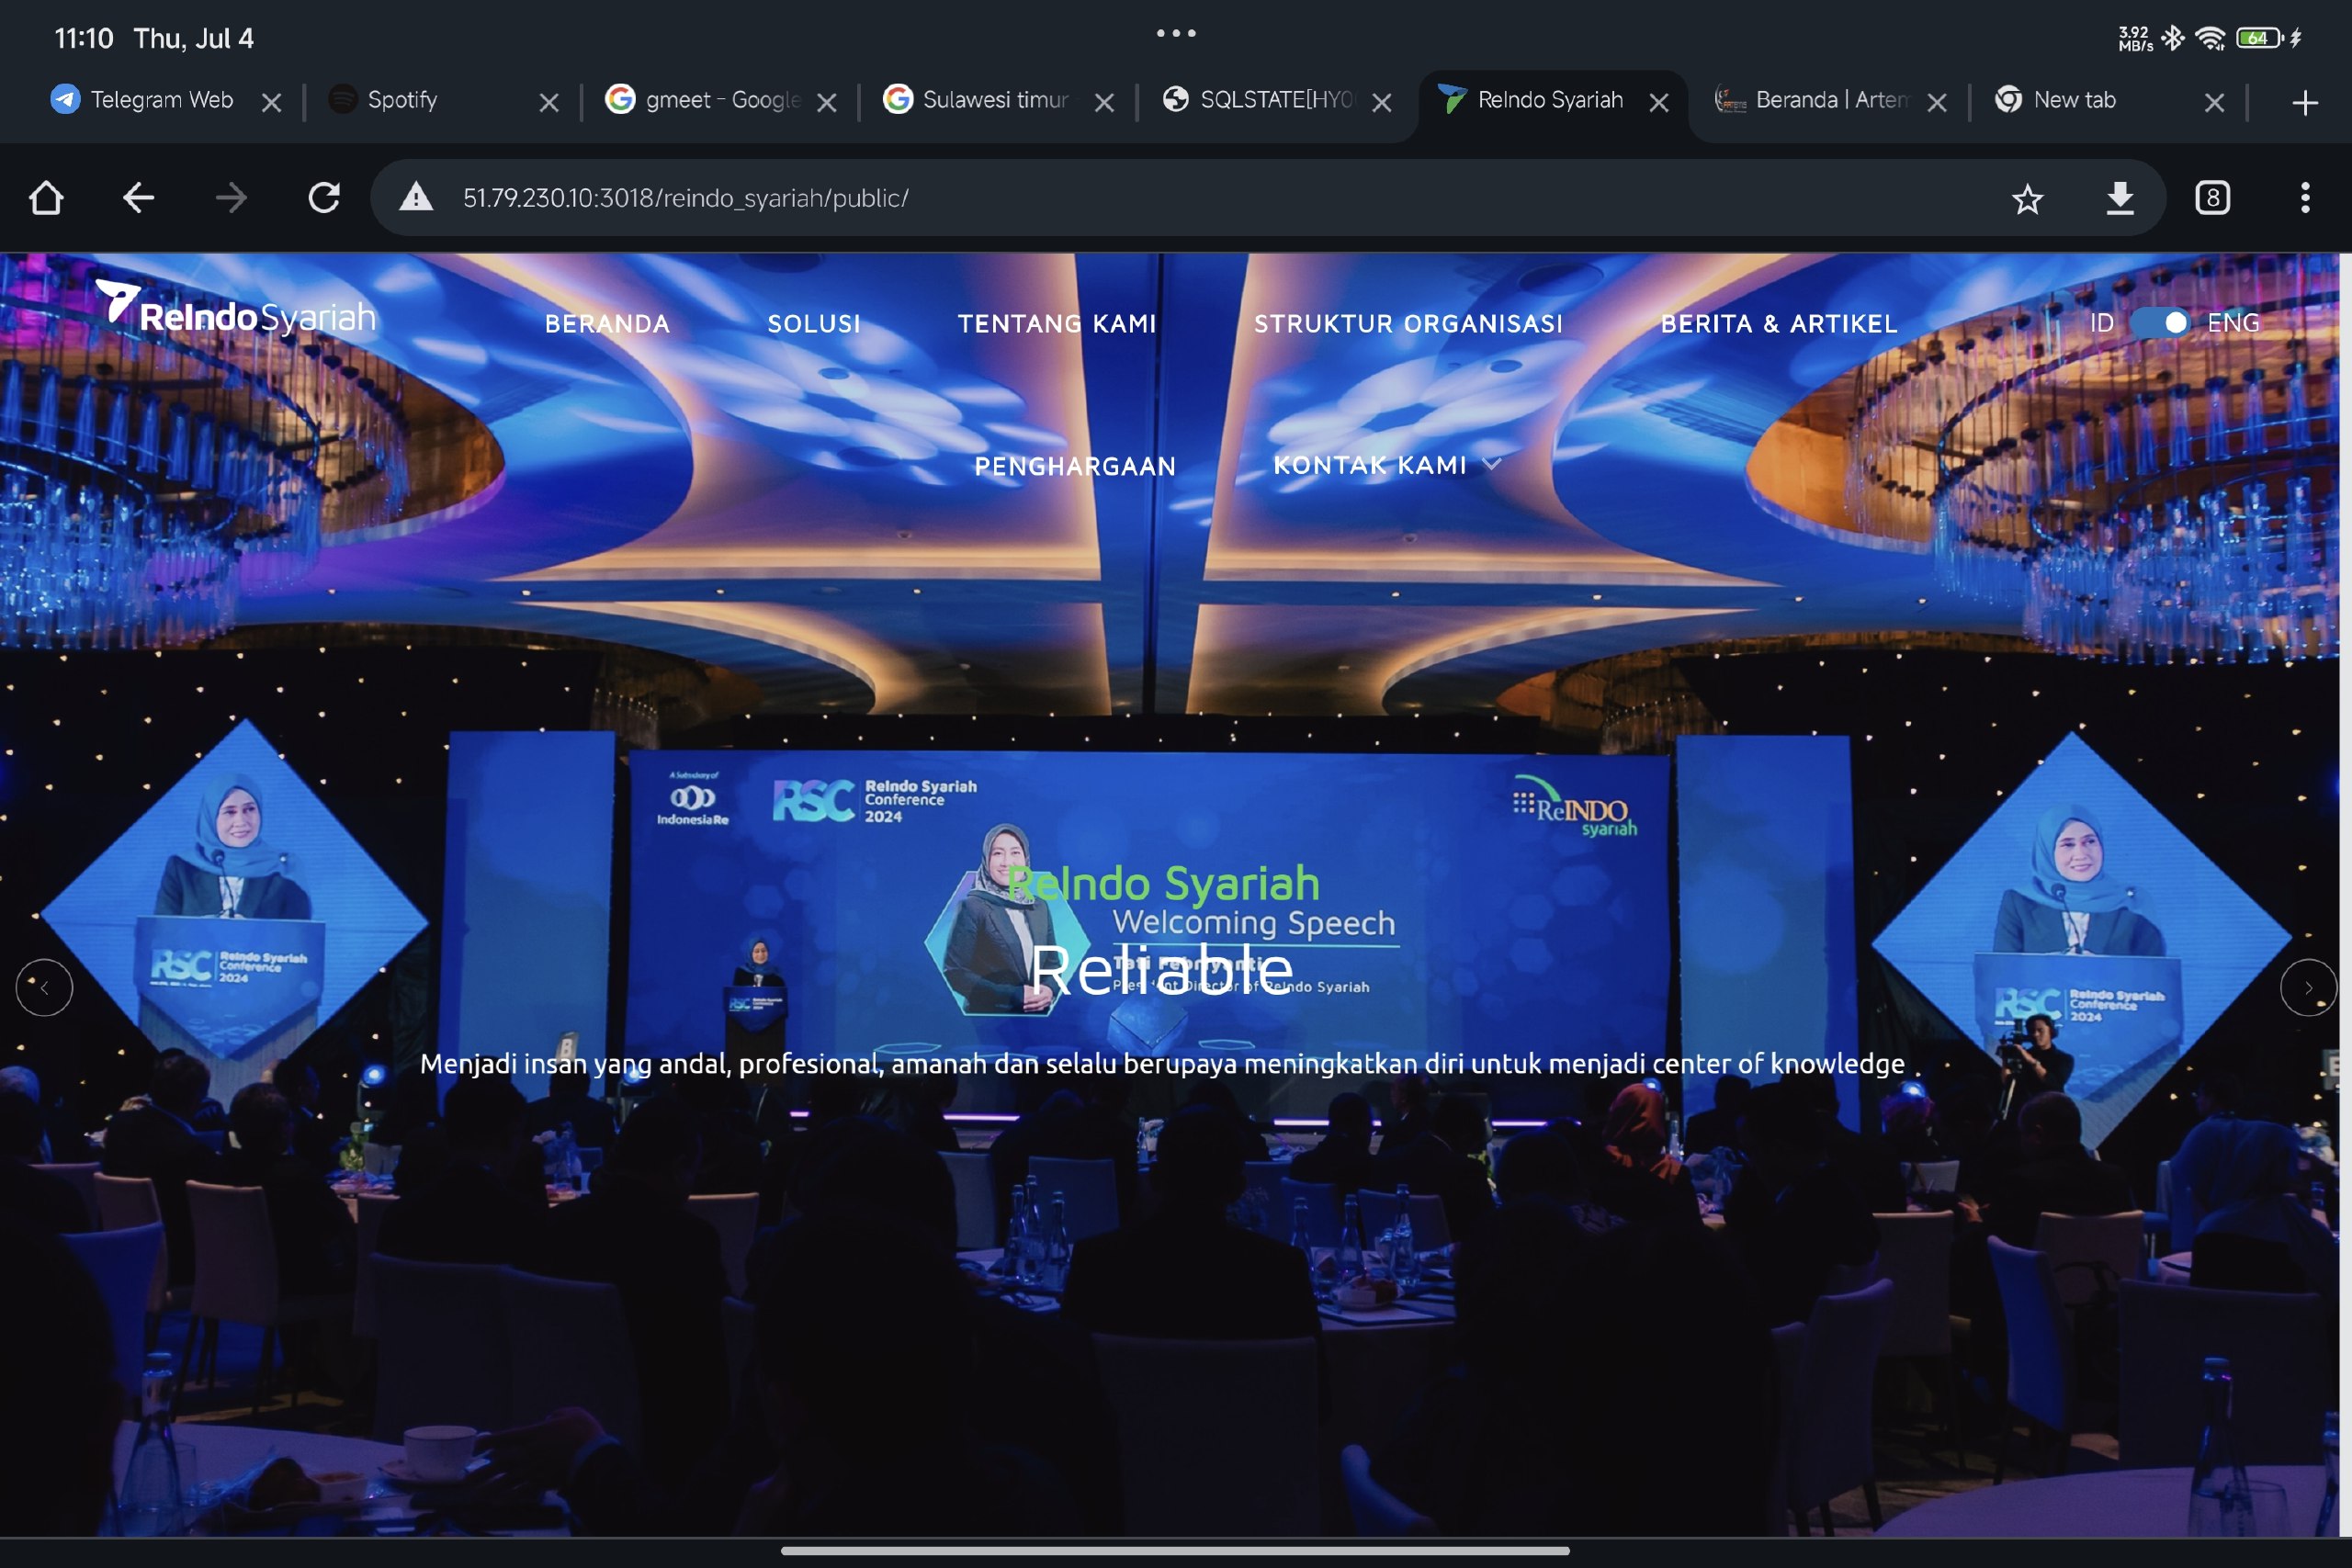 11:10 Thu, Jul 4
3.92
MB/s
64
Telegram Web
Spotify
gmeet - Google
Sulawesi timur
SQLSTATE[HY0
ReIndo Syariah
Beranda | Artem
New tab
51.79.230.10:3018/reindo_syariah/public/
8
ReIndo Syariah
BERANDA
SOLUSI
TENTANG KAMI
STRUKTUR ORGANISASI
BERITA & ARTIKEL
ID
ENG
PENGHARGAAN
KONTAK KAMI
A Subsidiary of
IndonesiaRe
RSC
ReIndo Syariah
Conference
2024
ReINDO
syariah
ReIndo Syariah
Welcoming Speech
Reliable
Director of ReIndo Syariah
RSC
ReIndo Syariah
Conference
2024
RSC
RSC
ReIndo Syariah
Conference
2024
B
Menjadi insan yang andal, profesional, amanah dan selalu berupaya meningkatkan diri untuk menjadi center of knowledge